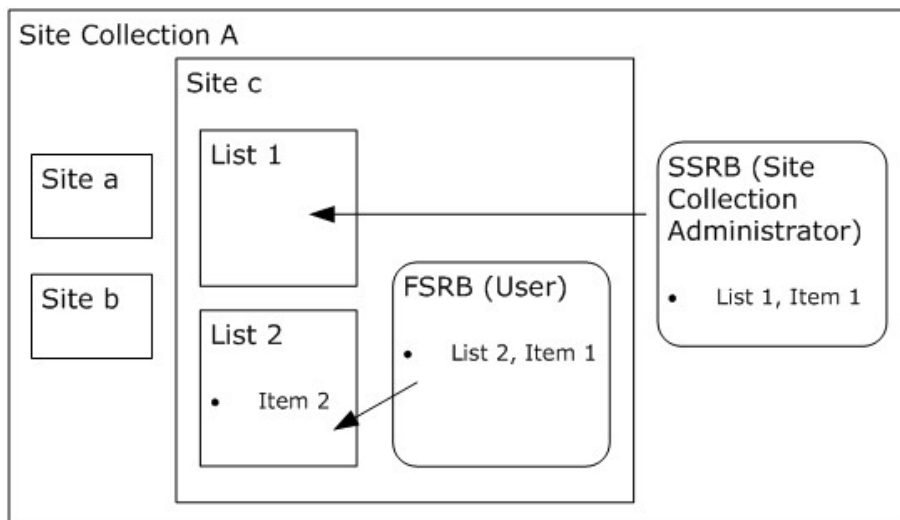 Site Collection A
Site c
Site a
Site b
List 1
List 2
• Item 2
FSRB (User)
• List 2, Item 1
SSRB (Site
Collection
Administrator)
• List 1, Item 1